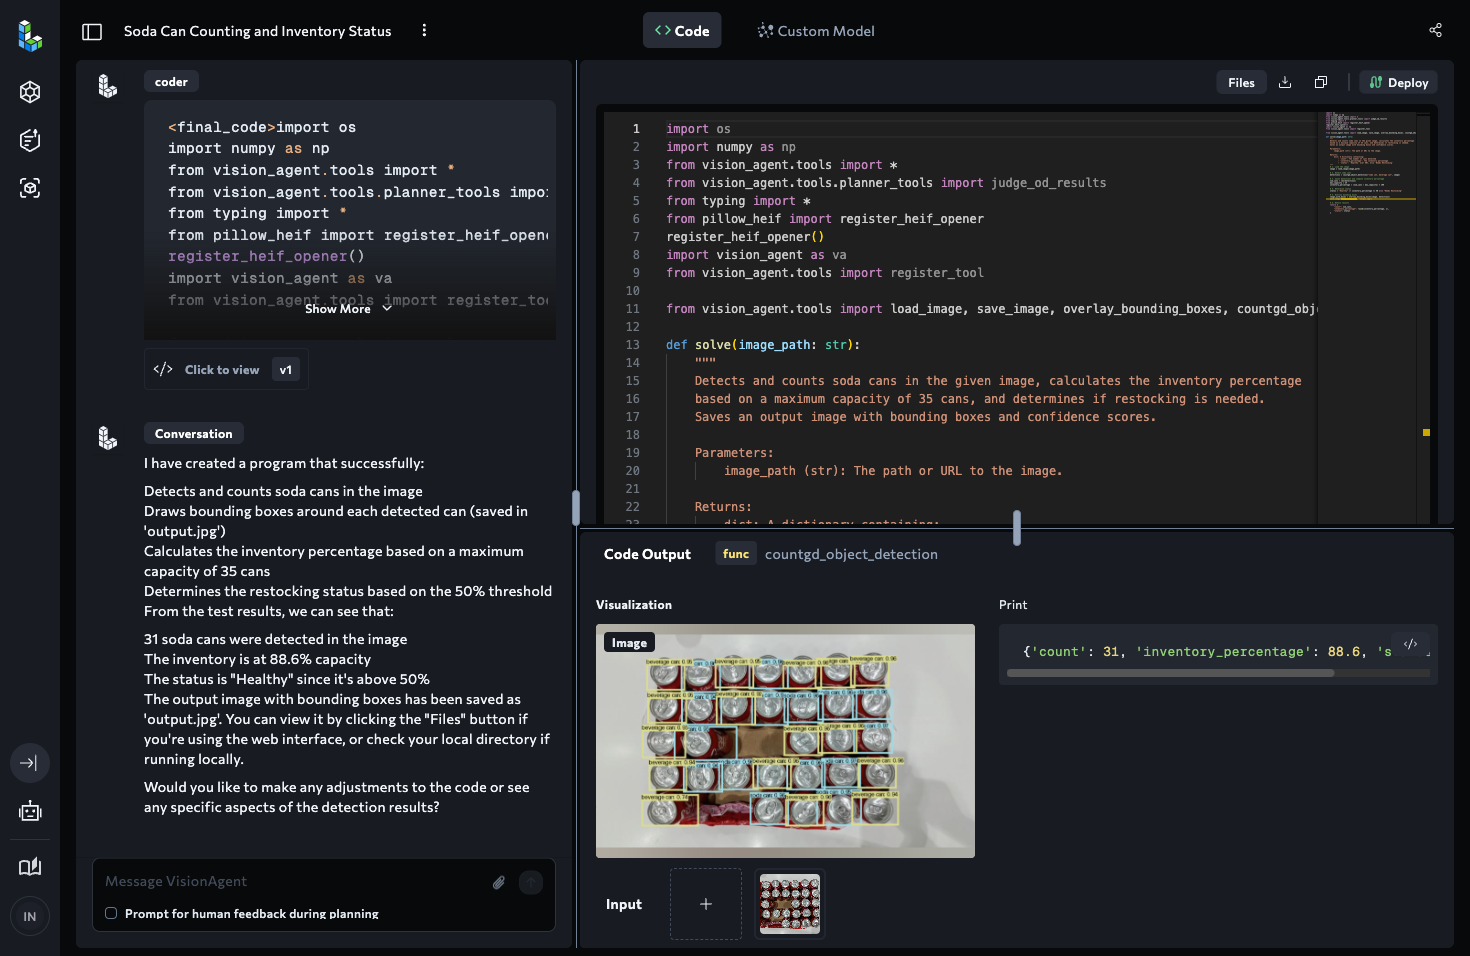 Soda Can Counting and Inventory Status
Code
Custom Model
coder
<final_code>import os
import numpy as np
from vision_agent.tools import *
from vision_agent.tools.planner_tools impo
from typing import *
from pillow_heif import register_heif_open
register_heif_opener()
import vision_agent as va
from vision_agent.tools import register_to
Show More
</> Click to view v1
Conversation
I have created a program that successfully:
Detects and counts soda cans in the image
Draws bounding boxes around each detected can (saved in
'output.jpg')
Calculates the inventory percentage based on a maximum
capacity of 35 cans
Determines the restocking status based on the 50% threshold
From the test results, we can see that:
31 soda cans were detected in the image
The inventory is at 88.6% capacity
The status is "Healthy" since it's above 50%
The output image with bounding boxes has been saved as
'output.jpg'. You can view it by clicking the "Files" button if
you're using the web interface, or check your local directory if
running locally.
Would you like to make any adjustments to the code or see
any specific aspects of the detection results?
Message VisionAgent
Prompt for human feedback during planning
IN
Files
Deploy
1 import os
2 import numpy as np
3 from vision_agent.tools import *
4 from vision_agent.tools.planner_tools import judge_od_results
5 from typing import *
6 from pillow_heif import register_heif_opener
7 register_heif_opener()
8 import vision_agent as va
9 from vision_agent.tools import register_tool
10
11 from vision_agent.tools import load_image, save_image, overlay_bounding_boxes, countgd_obj
12
13 def solve(image_path: str):
14 """
15 Detects and counts soda cans in the given image, calculates the inventory percentage
16 based on a maximum capacity of 35 cans, and determines if restocking is needed.
17 Saves an output image with bounding boxes and confidence scores.
18
19 Parameters:
20 image_path (str): The path or URL to the image.
21
22 Returns:
23 dict: A dictionary containing:
Code Output
func countgd_object_detection
Visualization
Image
Print
{'count': 31, 'inventory_percentage': 88.6, 's
</>
Input
+